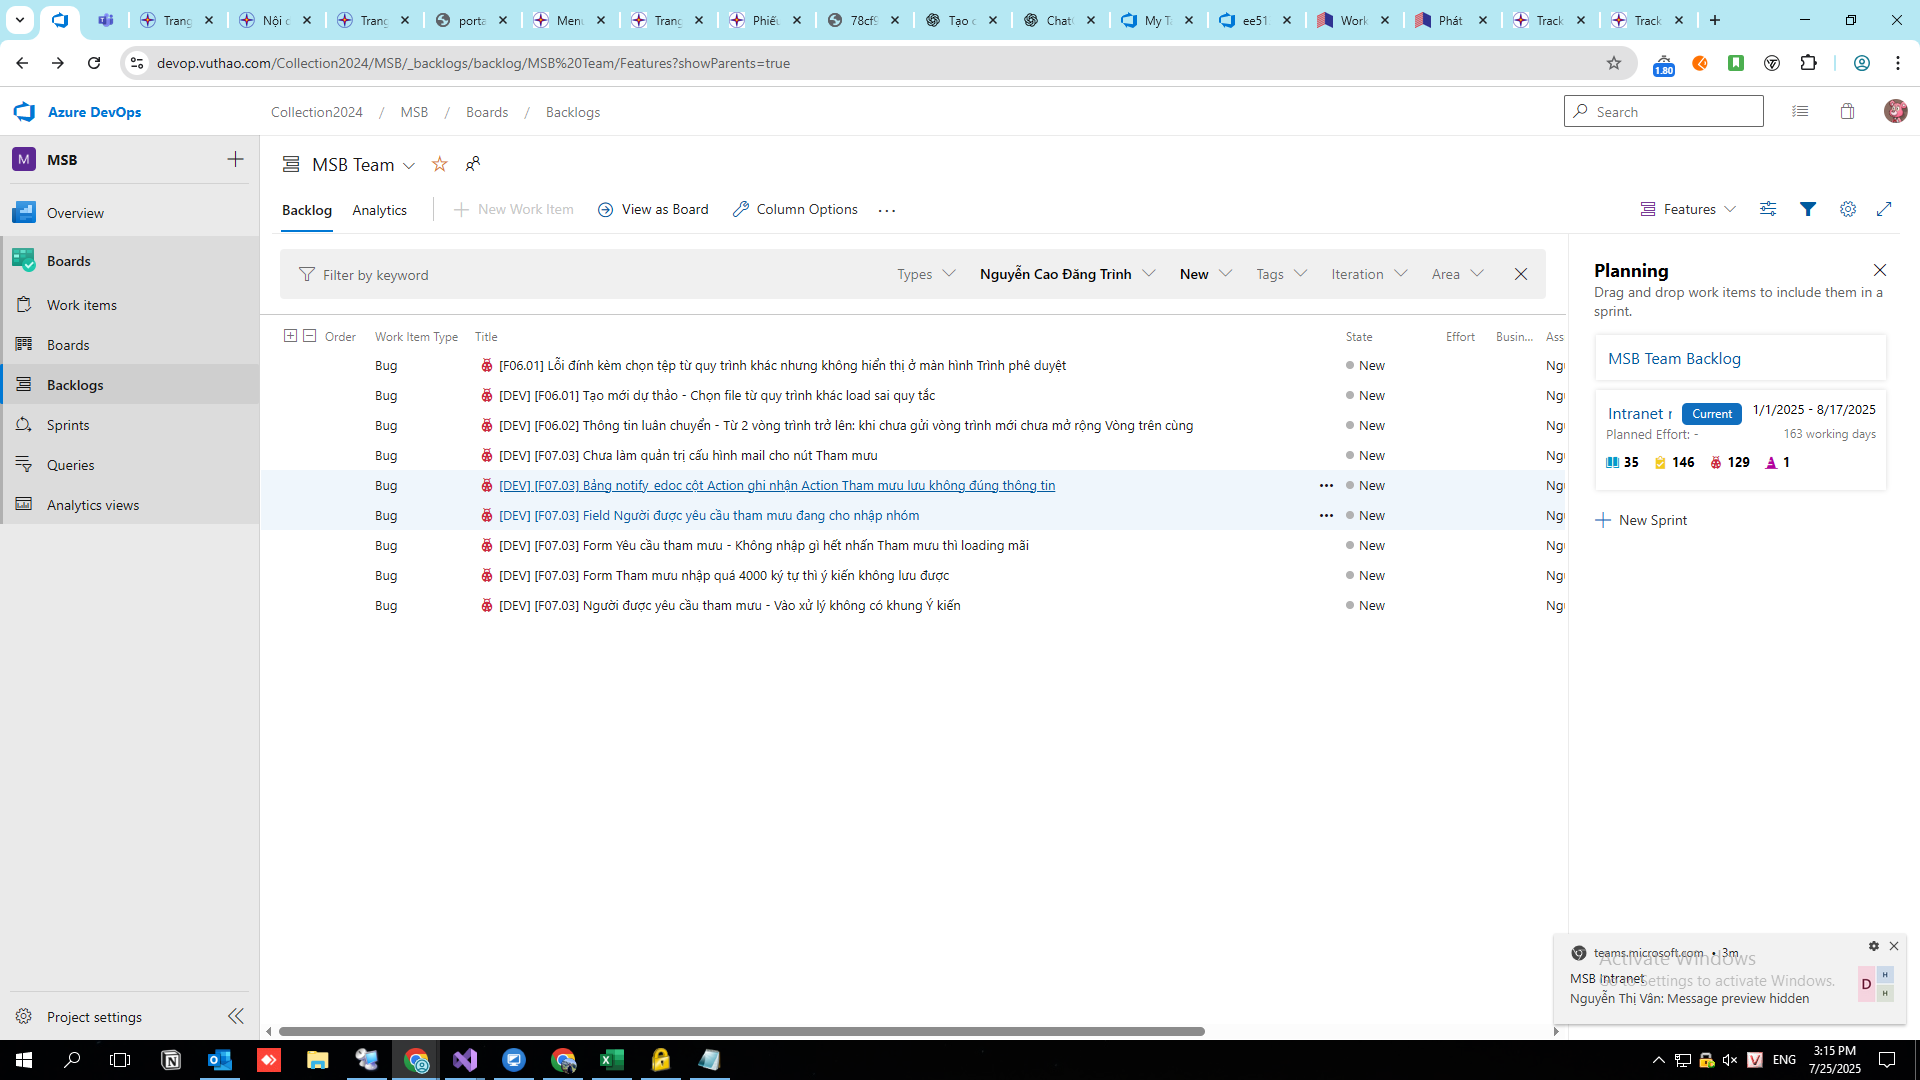 Trang
Nội d
Trang
porta
Menu
Trang
Phiếu
78cf9
Tạo c
Chat
My Ta
ee51
Work
Phát
Track
Track
devop.vuthao.com/Collection2024/MSB/_backlogs/backlog/MSB%20Team/Features?showParents=true
1.80
Azure DevOps
Collection2024 / MSB / Boards / Backlogs
Search
M MSB
Overview
Boards
Work items
Boards
Backlogs
Sprints
Queries
Analytics views
Project settings
MSB Team
Backlog Analytics New Work Item View as Board Column Options
Features
Filter by keyword Types Nguyễn Cao Đăng Trinh New Tags Iteration Area
Order Work Item Type Title State Effort Busin... Ass
Bug [F06.01] Lỗi đính kèm chọn tệp từ quy trình khác nhưng không hiển thị ở màn hình Trình phê duyệt New Ngu
Bug [DEV] [F06.01] Tạo mới dự thảo - Chọn file từ quy trình khác load sai quy tắc New Ngu
Bug [DEV] [F06.02] Thông tin luân chuyển - Từ 2 vòng trình trở lên: khi chưa gửi vòng trình mới chưa mở rộng Vòng trên cùng New Ngu
Bug [DEV] [F07.03] Chưa làm quản trị cấu hình mail cho nút Tham mưu New Ngu
Bug [DEV] [F07.03] Bảng notify_edoc cột Action ghi nhận Action Tham mưu lưu không đúng thông tin New Ngu
Bug [DEV] [F07.03] Field Người được yêu cầu tham mưu đang cho nhập nhóm New Ngu
Bug [DEV] [F07.03] Form Yêu cầu tham mưu - Không nhập gì hết nhấn Tham mưu thì loading mãi New Ngu
Bug [DEV] [F07.03] Form Tham mưu nhập quá 4000 ký tự thì ý kiến không lưu được New Ngu
Bug [DEV] [F07.03] Người được yêu cầu tham mưu - Vào xử lý không có khung Ý kiến New Ngu
Planning
Drag and drop work items to include them in a
sprint.
MSB Team Backlog
Intranet Current 1/1/2025 - 8/17/2025
Planned Effort: - 163 working days
35 146 129 1
New Sprint
teams.microsoft.com • 3m
Activate Windows
MSB Intranet
Go to Settings to activate Windows.
Nguyễn Thị Vân: Message preview hidden
D H
H
ENG
3:15 PM
7/25/2025